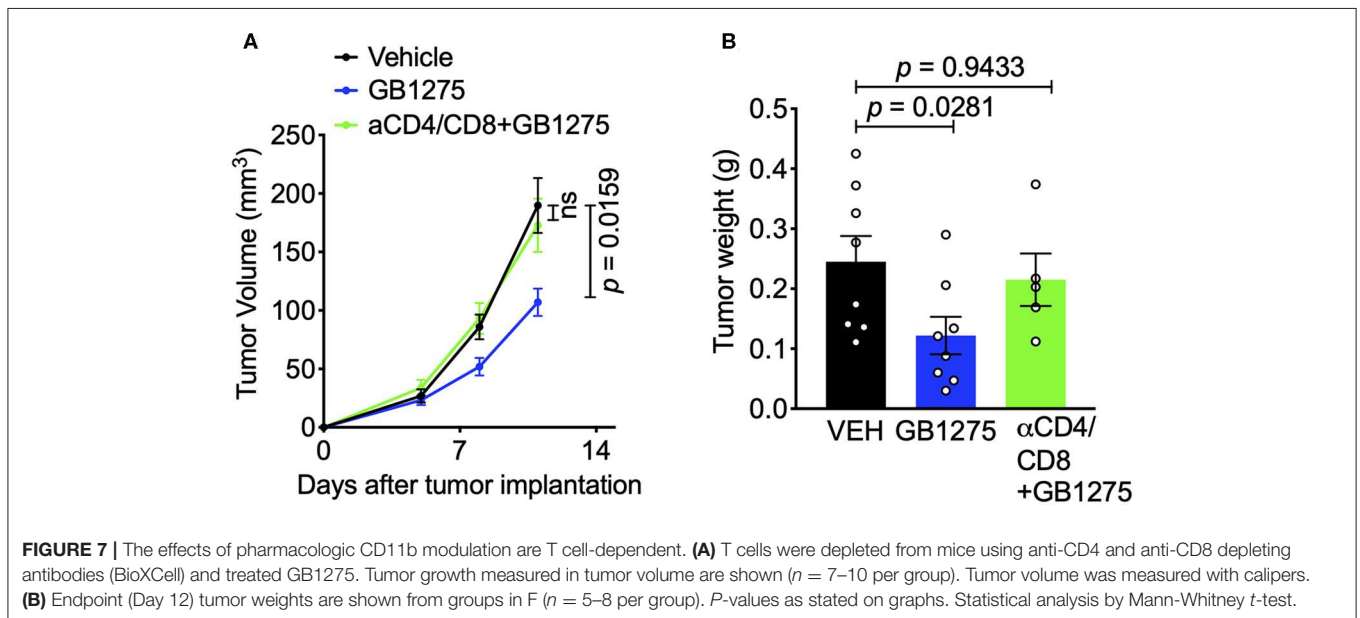 A
Vehicle
GB1275
aCD4/CD8+GB1275
250
200
150
100
50
0
Tumor Volume (mm³)
0 7 14
Days after tumor implantation
ns
p = 0.0159
B
p = 0.9433
p = 0.0281
0.5
0.4
0.3
0.2
0.1
0.0
Tumor weight (g)
VEH GB1275 αCD4/
CD8
+GB1275
FIGURE 7 | The effects of pharmacologic CD11b modulation are T cell-dependent. (A) T cells were depleted from mice using anti-CD4 and anti-CD8 depleting
antibodies (BioXCell) and treated GB1275. Tumor growth measured in tumor volume are shown (n = 7–10 per group). Tumor volume was measured with calipers.
(B) Endpoint (Day 12) tumor weights are shown from groups in F (n = 5–8 per group). P-values as stated on graphs. Statistical analysis by Mann-Whitney t-test.